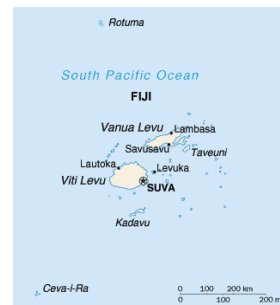 Rotuma
South Pacific Ocean
FIJI
Vanua Levu
Lambasa
Savusavu
Taveuni
Lautoka
Levuka
Viti Levu
SUVA
Kadavu
Ceva-i-Ra
0 100 200 km
0 100 200 m